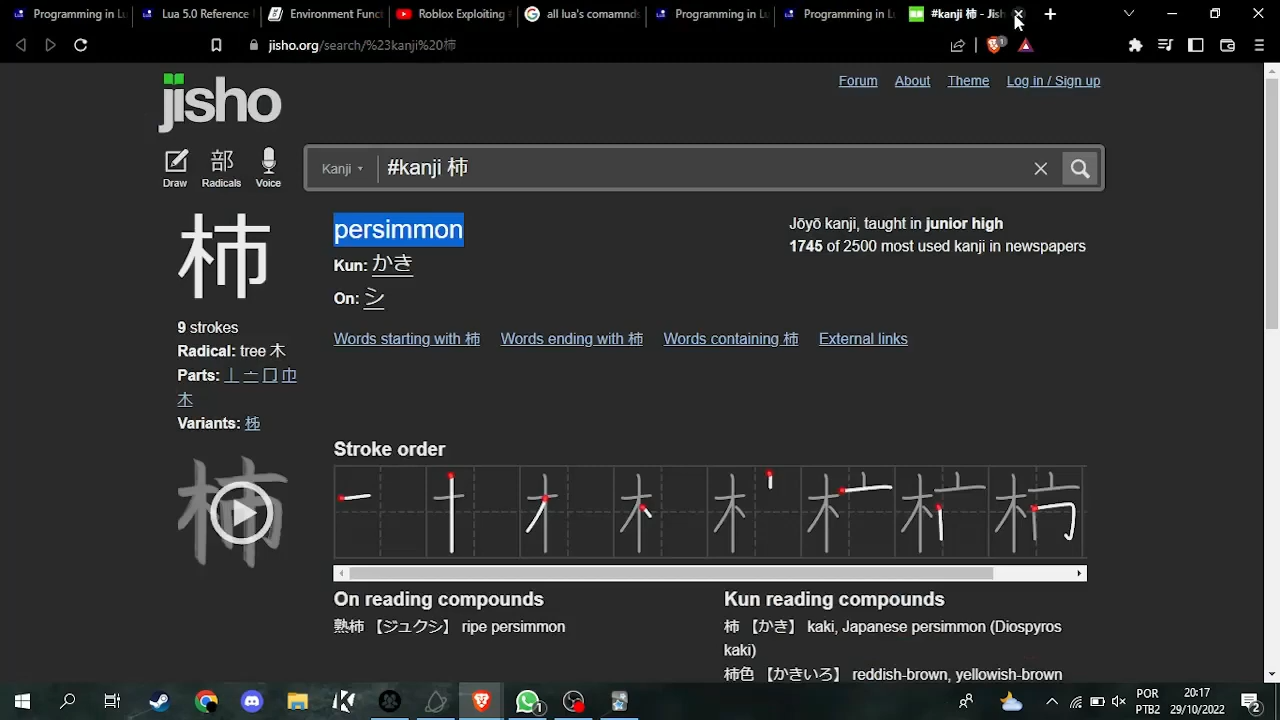 Programming in Lu
Lua 5.0 Reference
Environment Funct
Roblox Exploiting
all lua's comamnds
Programming in Lu
Programming in Lu
#kanji 柿 - Jish
jisho.org/search/%23kanji%20柿
1
jisho
Forum About Theme Log in / Sign up
Draw
部 Radicals
Voice
Kanji
#kanji 柿
柿
persimmon
Jōyō kanji, taught in junior high
1745 of 2500 most used kanji in newspapers
Kun: かき
On: シ
9 strokes
Radical: tree 木
Parts: 丨 亠 冂 巾
木
Variants: 柹
Words starting with 柿 Words ending with 柿 Words containing 柿 External links
Stroke order
柿
On reading compounds
熟柿 【ジュクシ】 ripe persimmon
Kun reading compounds
柿 【かき】 kaki, Japanese persimmon (Diospyros
kaki)
柿色 【かきいろ】 reddish-brown, yellowish-brown
1
POR
PTB2
20:17
29/10/2022
2